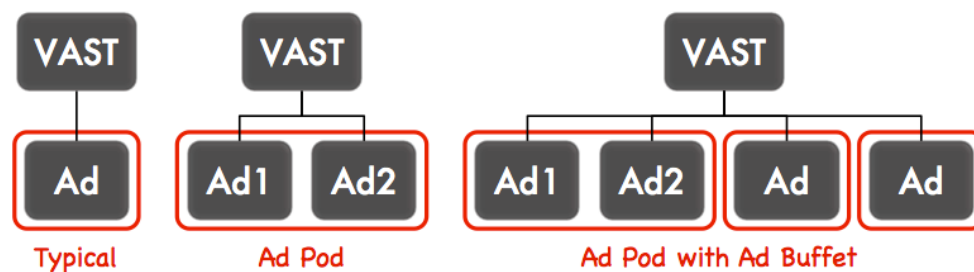 VAST VAST VAST
Ad Ad1 Ad2 Ad1 Ad2 Ad Ad
Typical Ad Pod Ad Pod with Ad Buffet